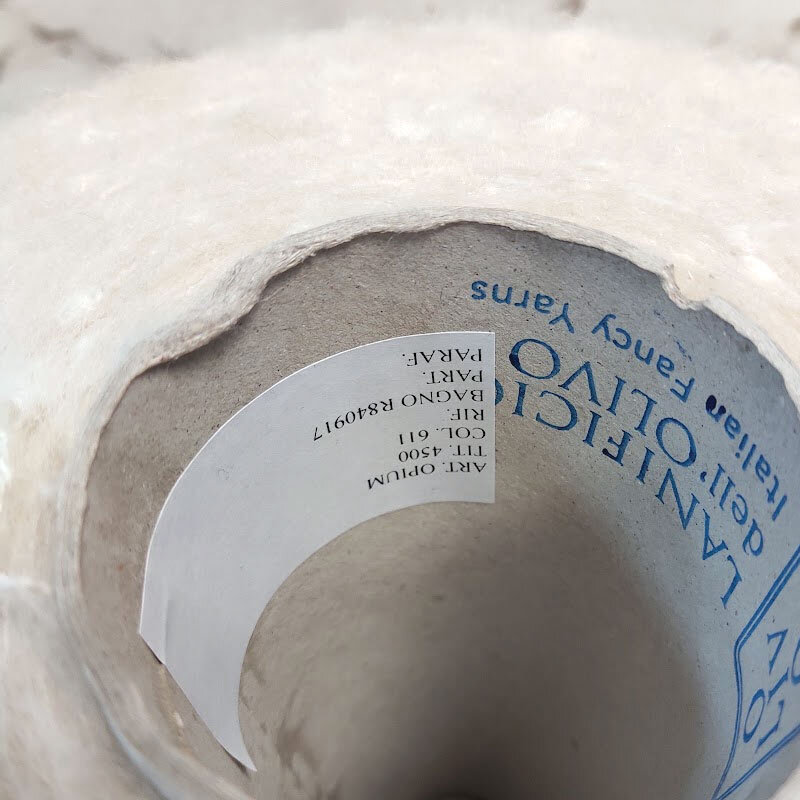 ART. OPIUM
TIT. 4500
COL. 611
RIF.
BAGNO R840917
PART.
PARAF.
LANIFICIO
dell'OLIVO
Italian Fancy Yarns